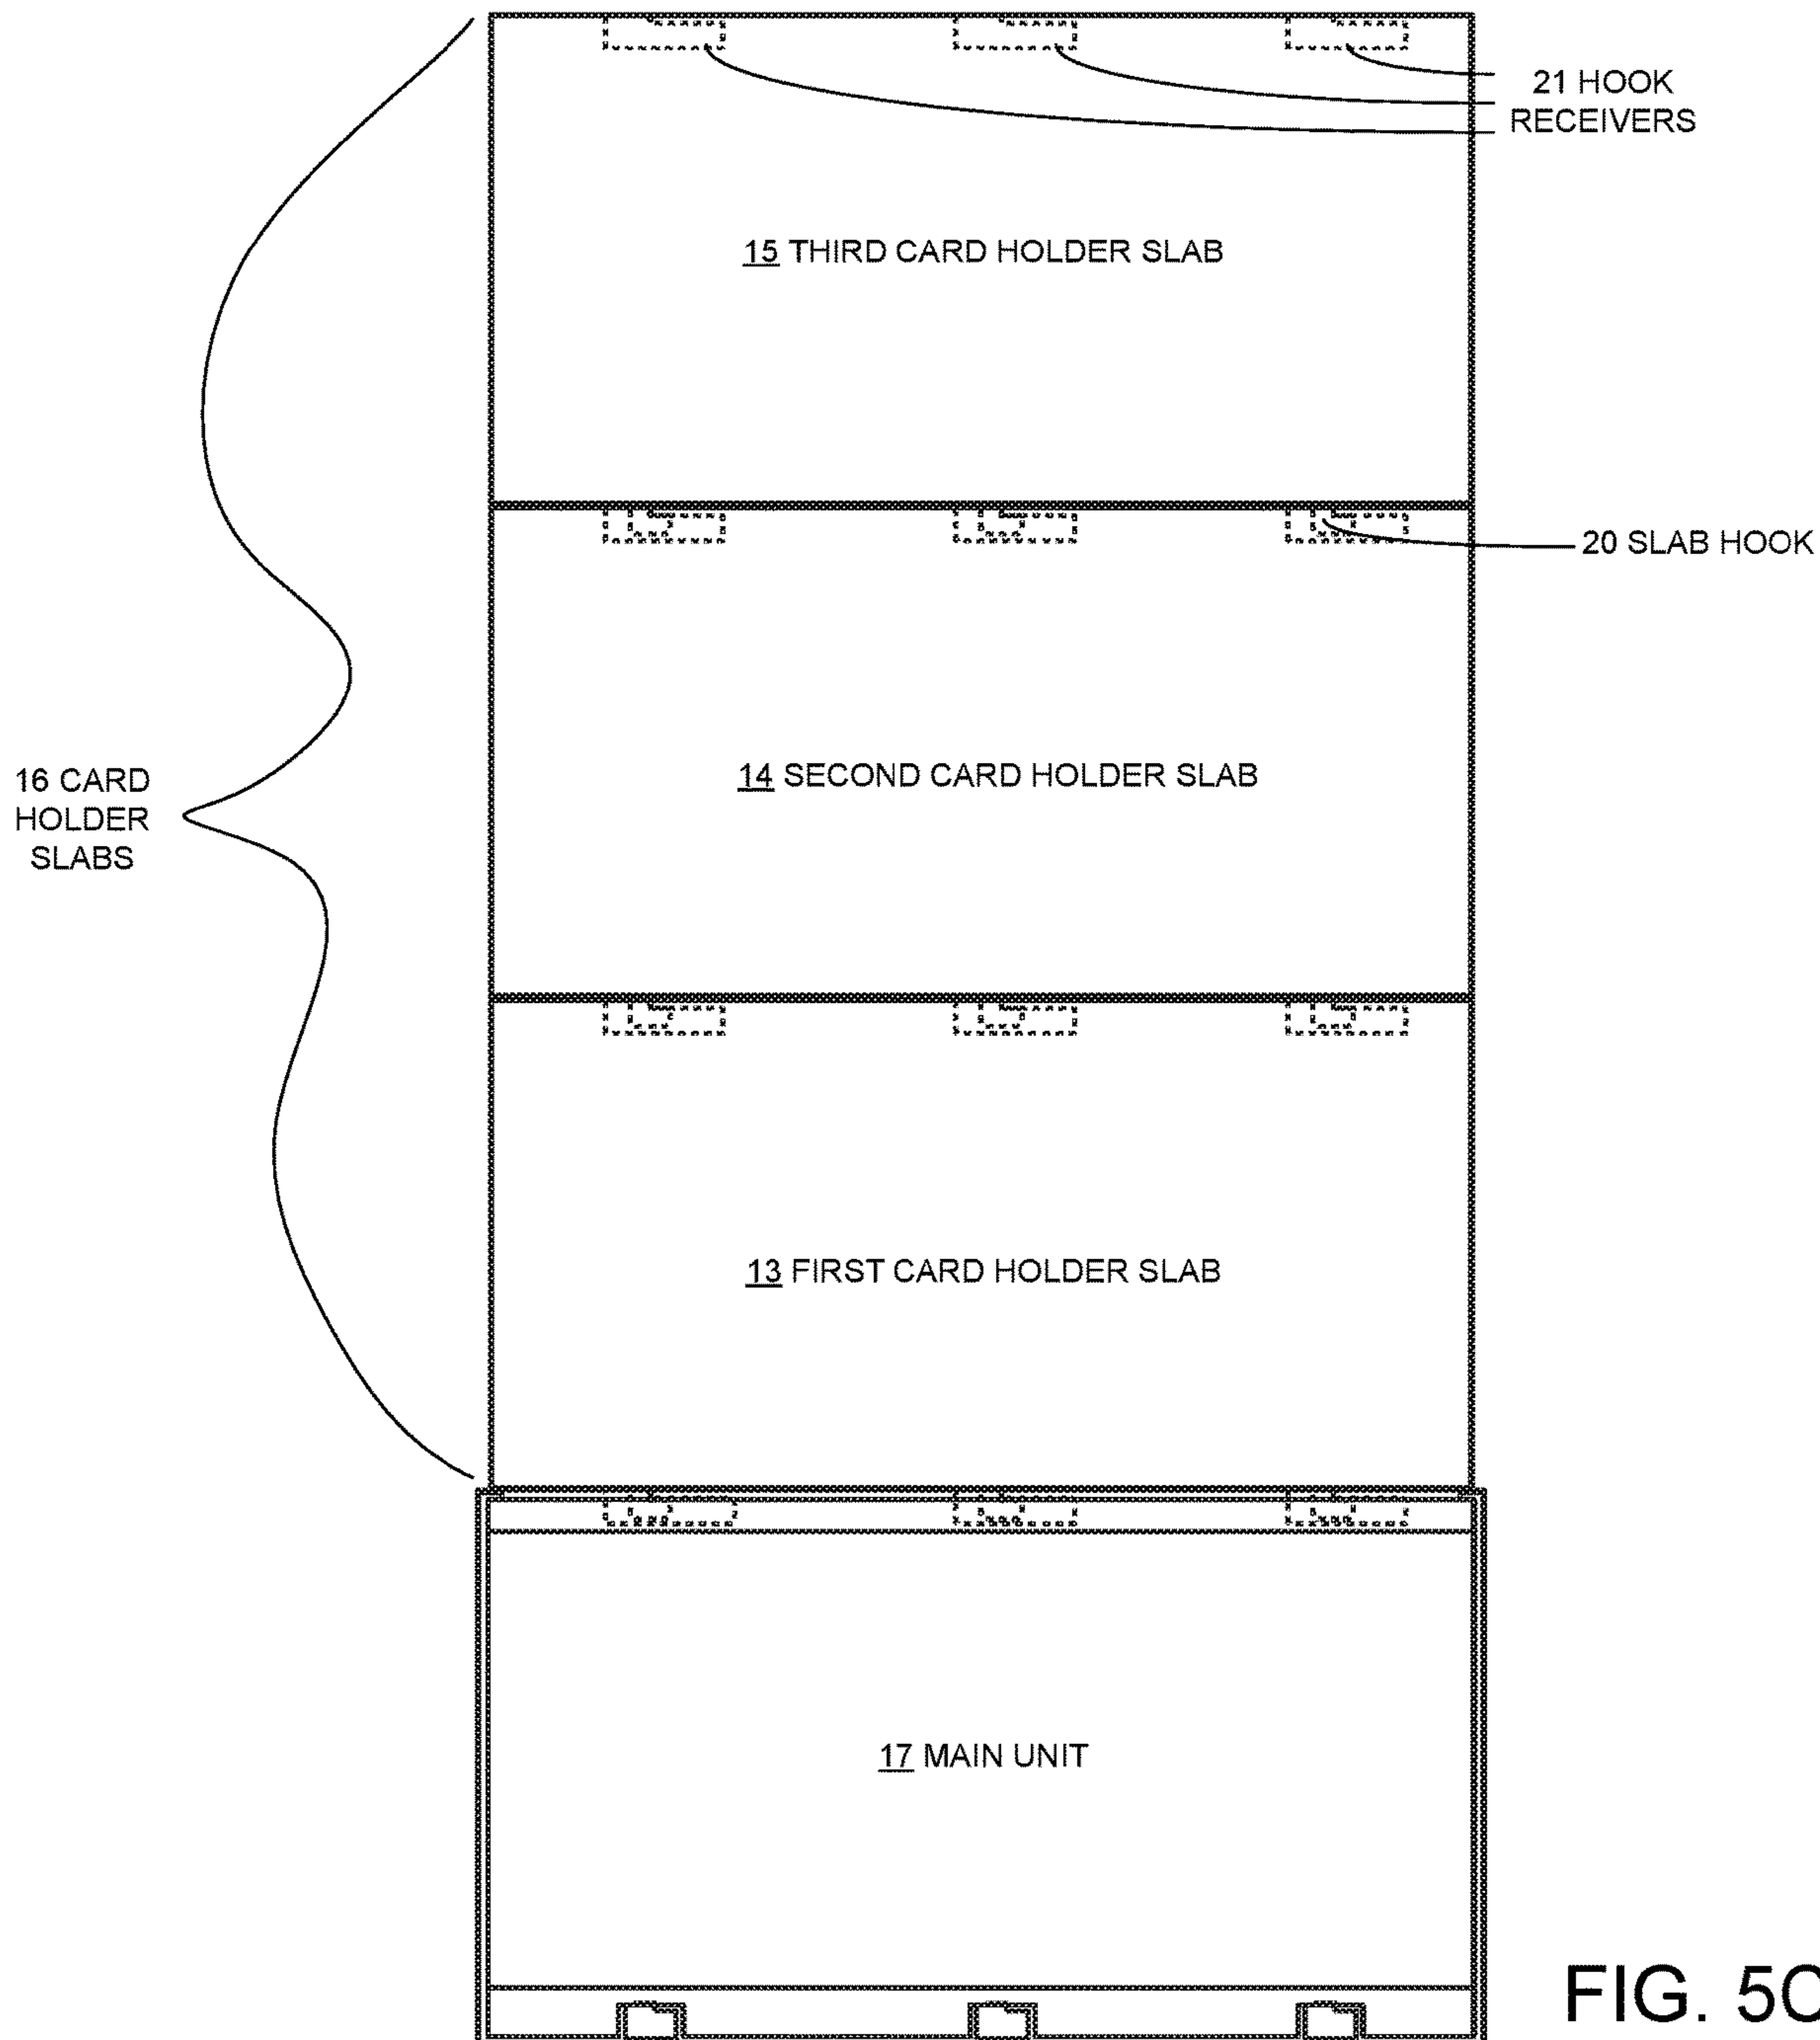 21 HOOK
RECEIVERS
15 THIRD CARD HOLDER SLAB
20 SLAB HOOK
14 SECOND CARD HOLDER SLAB
16 CARD
HOLDER
SLABS
13 FIRST CARD HOLDER SLAB
17 MAIN UNIT
FIG. 5C